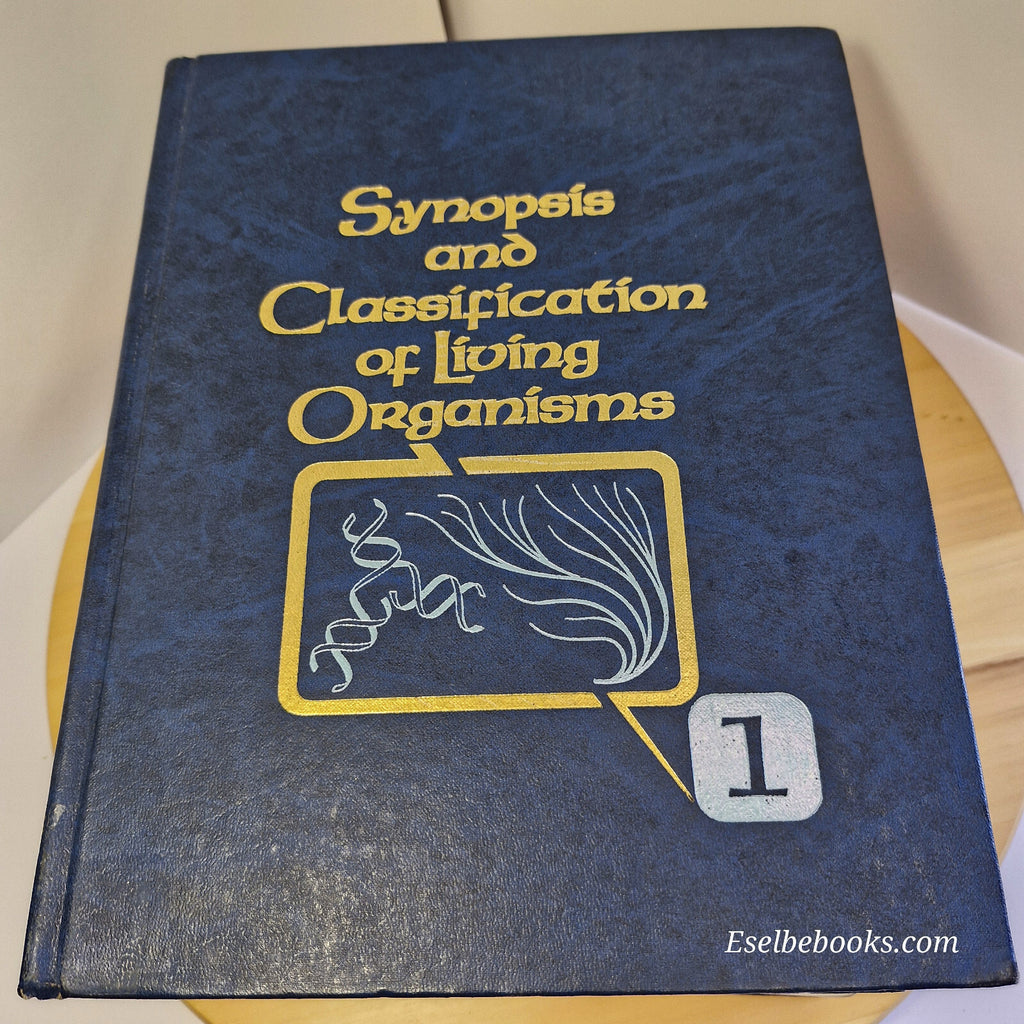 Synopsis
and
Classification
of Living
Organisms
1
Eselbebooks.com